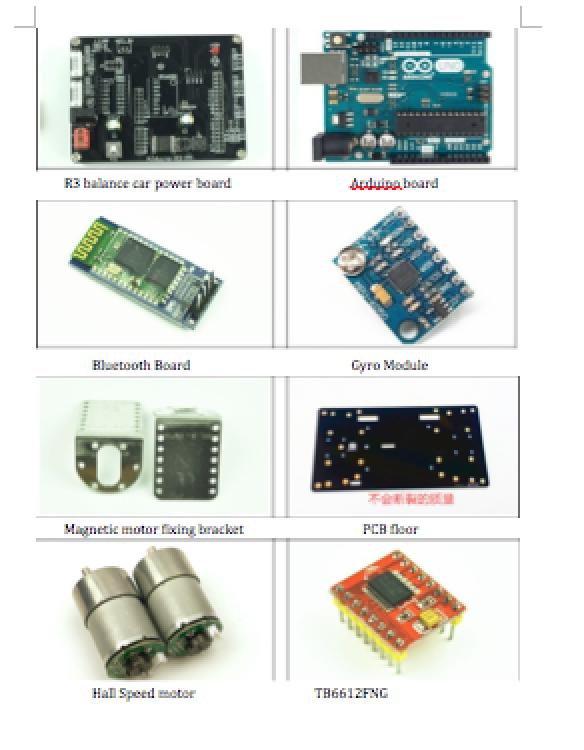 R3 balance car power board
Arduino board
Bluetooth Board
Gyro Module
不会断裂的质量
Magnetic motor fixing bracket
PCB floor
Hall Speed motor
TB6612FNG